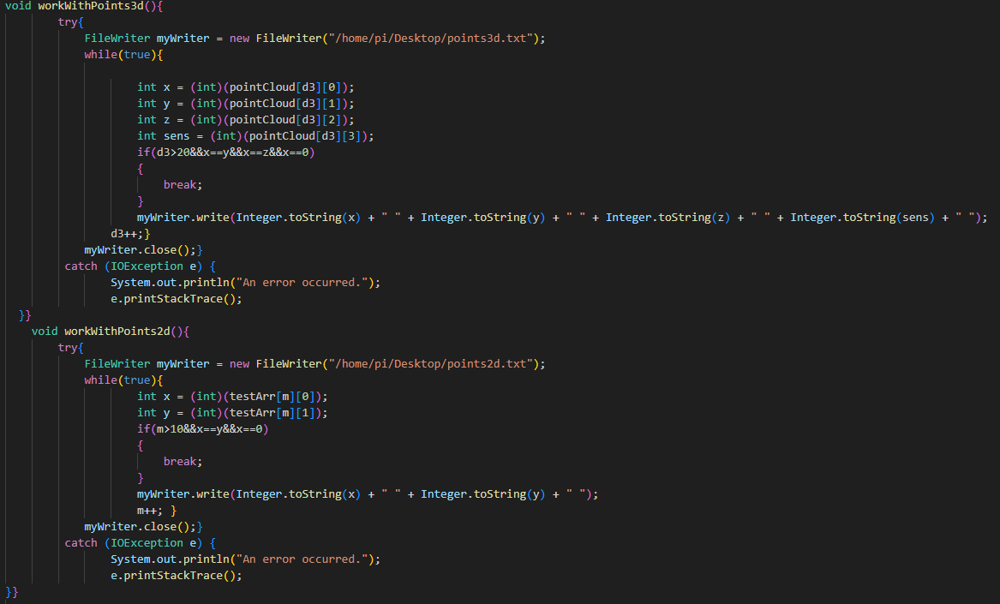 void workWithPoints3d(){
try{
FileWriter myWriter = new FileWriter("/home/pi/Desktop/points3d.txt");
while(true){
int x = (int)(pointCloud[d3][0]);
int y = (int)(pointCloud[d3][1]);
int z = (int)(pointCloud[d3][2]);
int sens = (int)(pointCloud[d3][3]);
if(d3>20&&x==y&&x==z&&x==0)
{
break;
}
myWriter.write(Integer.toString(x) + " " + Integer.toString(y) + " " + Integer.toString(z) + " " + Integer.toString(sens) + " ");
d3++;}
myWriter.close();}
catch (IOException e) {
System.out.println("An error occurred.");
e.printStackTrace();
}}
void workWithPoints2d(){
try{
FileWriter myWriter = new FileWriter("/home/pi/Desktop/points2d.txt");
while(true){
int x = (int)(testArr[m][0]);
int y = (int)(testArr[m][1]);
if(m>10&&x==y&&x==0)
{
break;
}
myWriter.write(Integer.toString(x) + " " + Integer.toString(y) + " ");
m++; }
myWriter.close();}
catch (IOException e) {
System.out.println("An error occurred.");
e.printStackTrace();
}}